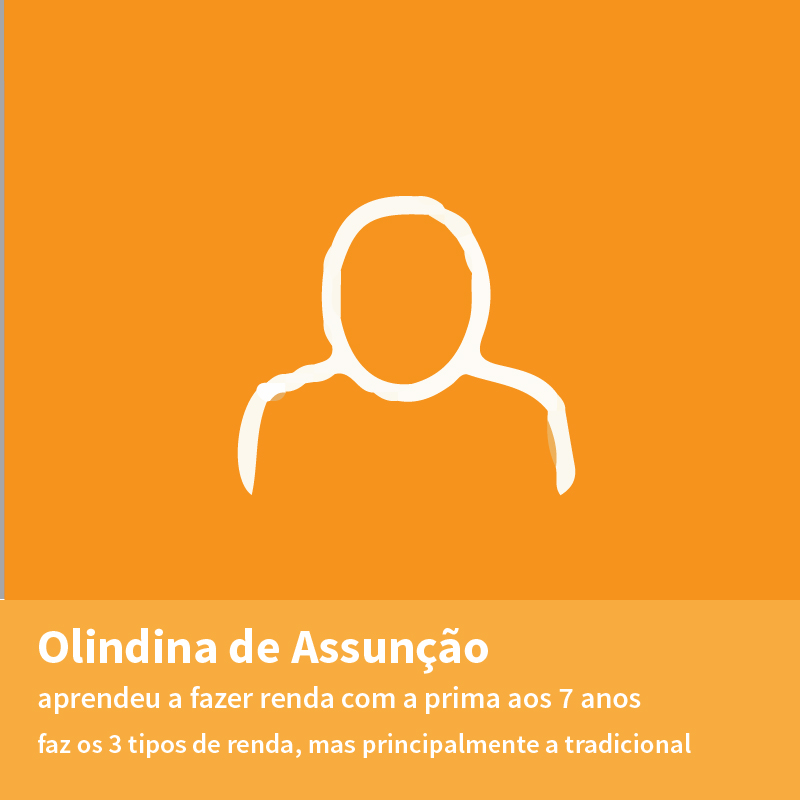 Olindina de Assunção
aprendeu a fazer renda com a prima aos 7 anos
faz os 3 tipos de renda, mas principalmente a tradicional